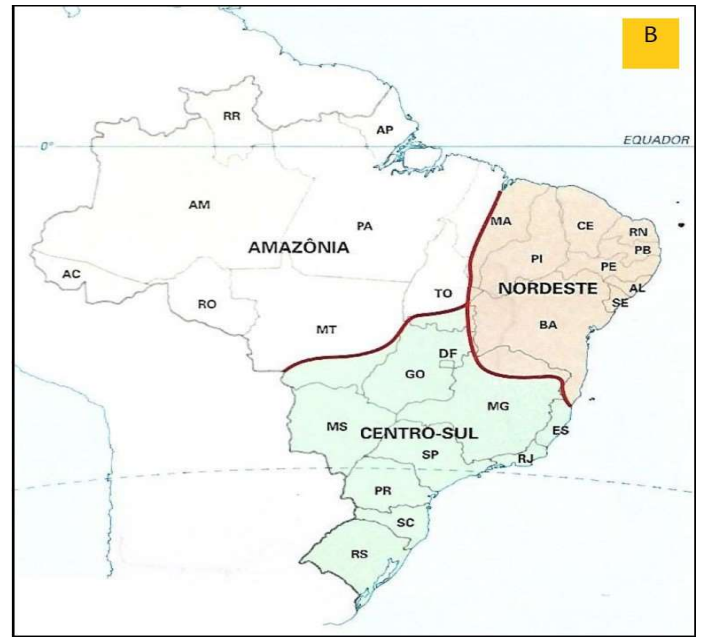 B
RR
AP
0°
EQUADOR
AM
PA
MA
CE
RN
PB
AMAZÔNIA
PI
PE
AC
TO
NORDESTE
AL
RO
SE
MT
BA
DF
GO
MG
MS
CENTRO-SUL
ES
SP
RJ
PR
SC
RS